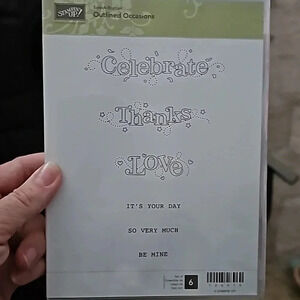 STAMPIN' UP!
Outlined Occasions
Celebrate
Thanks
Love
IT'S YOUR DAY
SO VERY MUCH
BE MINE
6